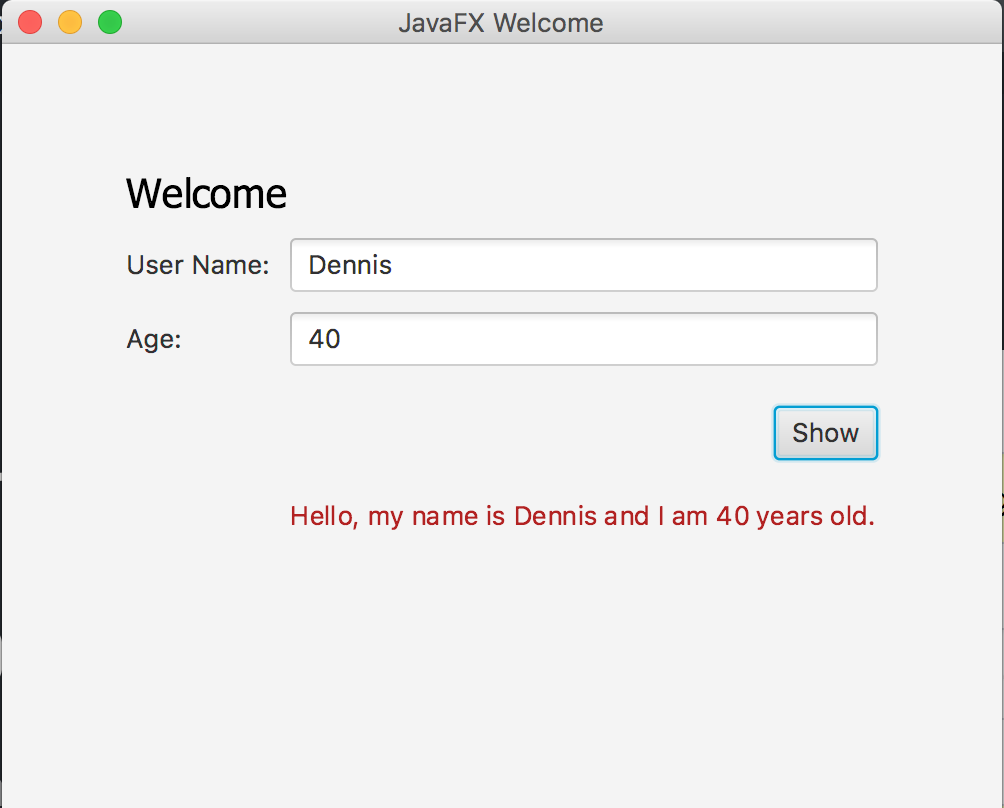 JavaFX Welcome
Welcome
User Name: Dennis
Age: 40
Show
Hello, my name is Dennis and I am 40 years old.